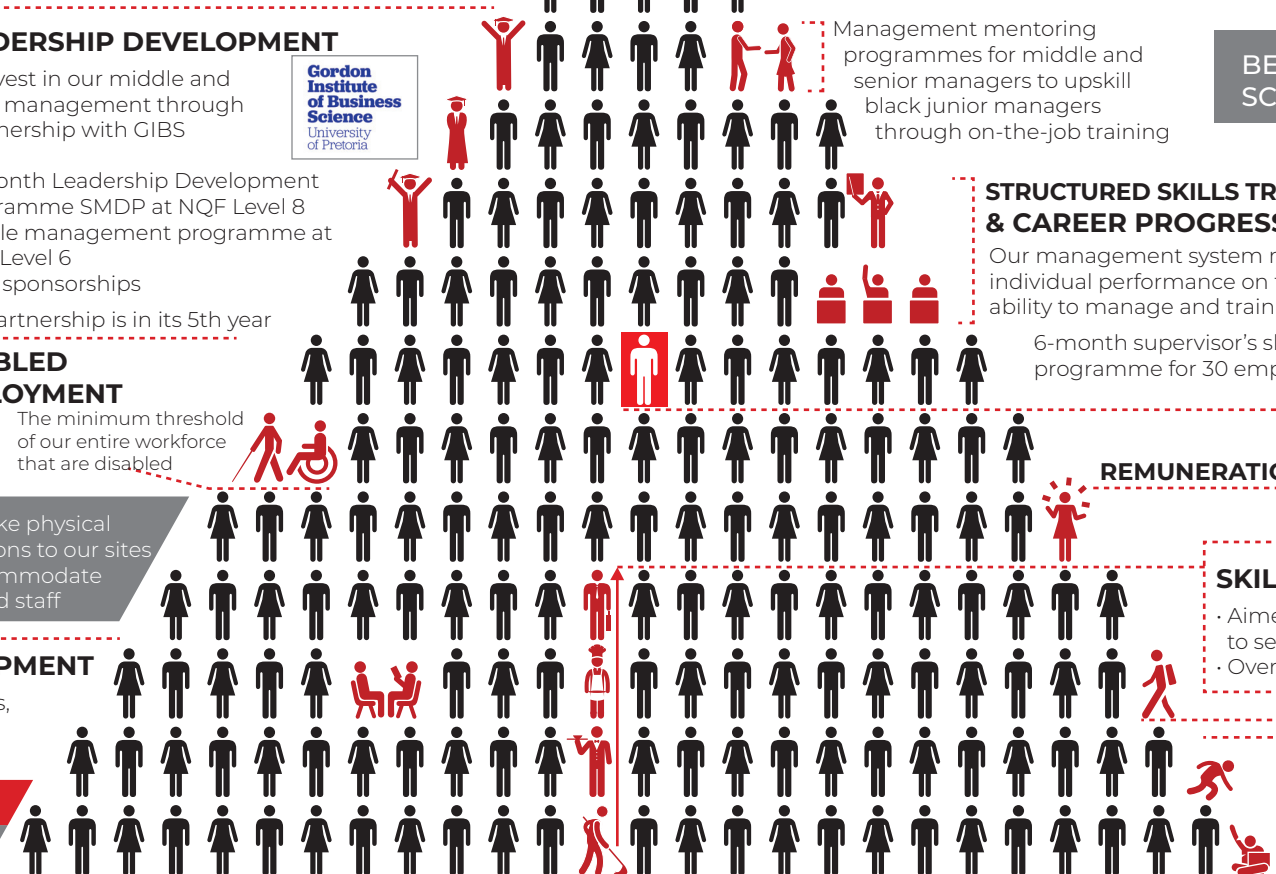 DERSHIP DEVELOPMENT
vest in our middle and
management through
nership with GIBS
Gordon
Institute
of Business
Science
University
of Pretoria
onth Leadership Development
ramme SMDP at NQF Level 8
le management programme at
Level 6
sponsorships
artnership is in its 5th year
BLED
LOYMENT
The minimum threshold
of our entire workforce
that are disabled
ke physical
ons to our sites
mmodate
d staff
PMENT
s,
Management mentoring
programmes for middle and
senior managers to upskill
black junior managers
through on-the-job training
BE
SC
STRUCTURED SKILLS TR
& CAREER PROGRESS
Our management system r
individual performance on
ability to manage and train
6-month supervisor's sk
programme for 30 emp
REMUNERATIO
SKIL
• Aime
to se
• Over